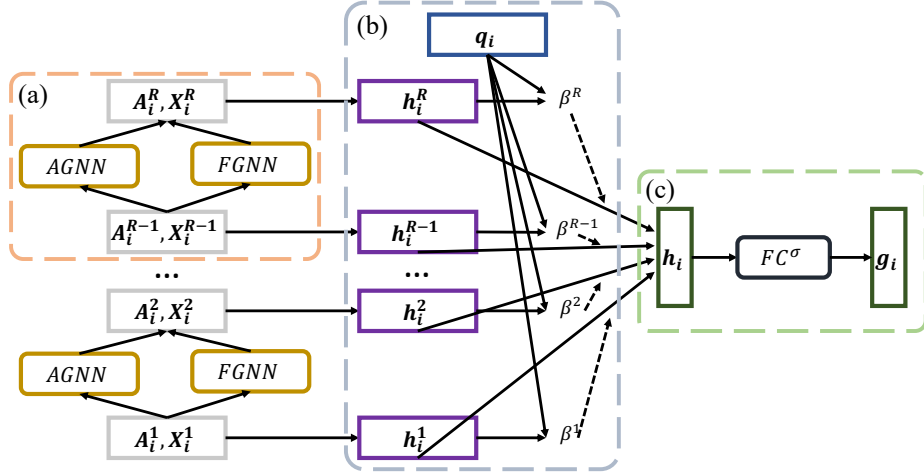 (a)
(b)
(c)
q_i
A_i^R, X_i^R
h_i^R
β^R
AGNN
FGNN
A_i^{R-1}, X_i^{R-1}
h_i^{R-1}
β^{R-1}
h_i
FC^σ
g_i
...
...
A_i^2, X_i^2
h_i^2
β^2
AGNN
FGNN
A_i^1, X_i^1
h_i^1
β^1